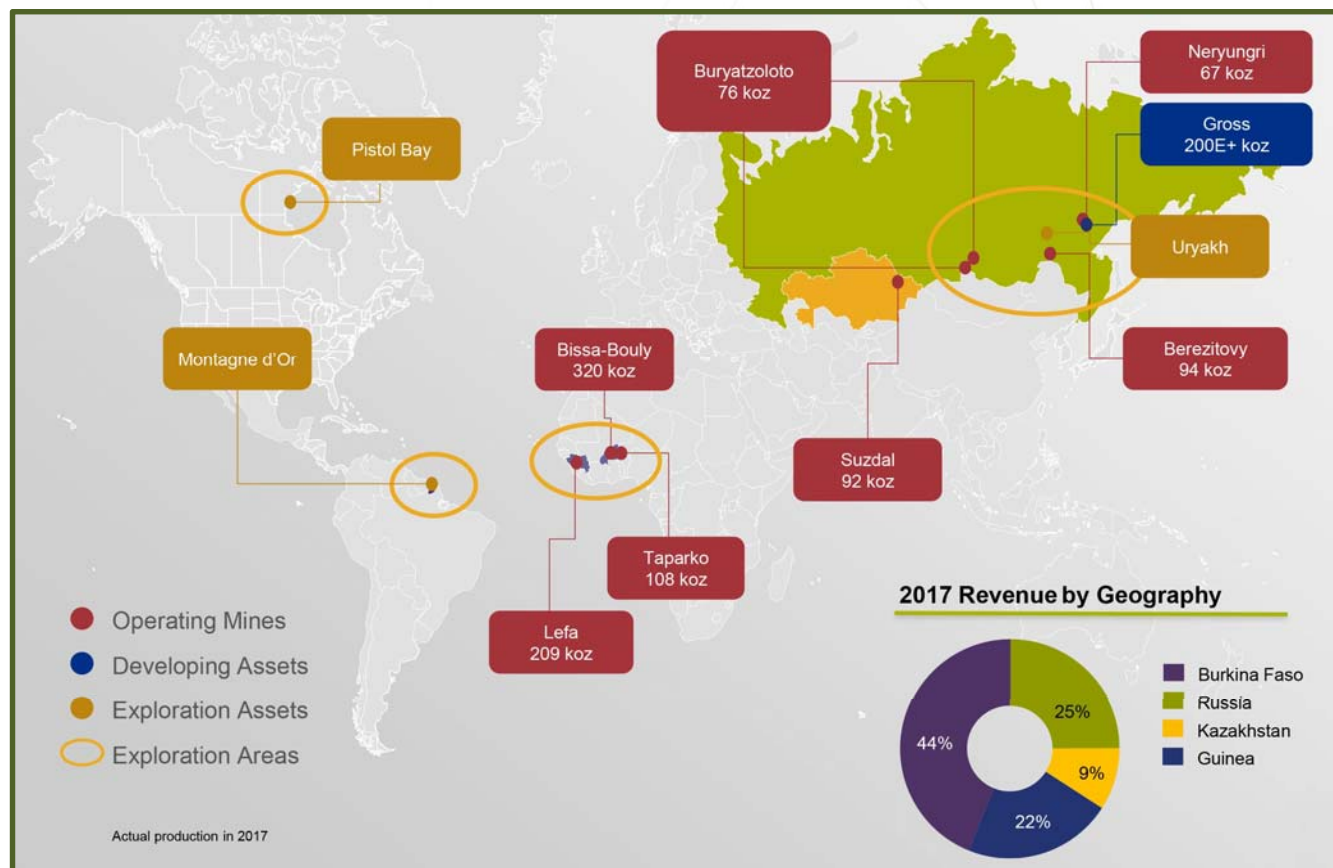 Buryatzoloto
76 koz
Neryungri
67 koz
Gross
200E+ koz
Pistol Bay
Uryakh
Montagne d'Or
Bissa-Bouly
320 koz
Berezitovy
94 koz
Suzdal
92 koz
Taparko
108 koz
Lefa
209 koz
Operating Mines
Developing Assets
Exploration Assets
Exploration Areas
Actual production in 2017
2017 Revenue by Geography
25%
9%
22%
44%
Burkina Faso
Russia
Kazakhstan
Guinea